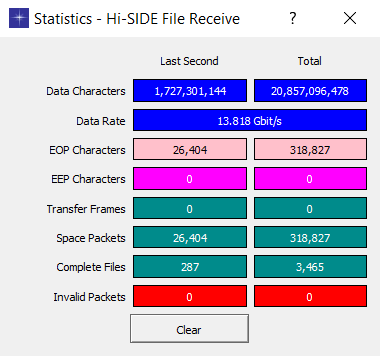 Statistics - Hi-SIDE File Receive ?
Last Second Total
Data Characters 1,727,301,144 20,857,096,478
Data Rate 13.818 Gbit/s
EOP Characters 26,404 318,827
EEP Characters 0 0
Transfer Frames 0 0
Space Packets 26,404 318,827
Complete Files 287 3,465
Invalid Packets 0 0
Clear